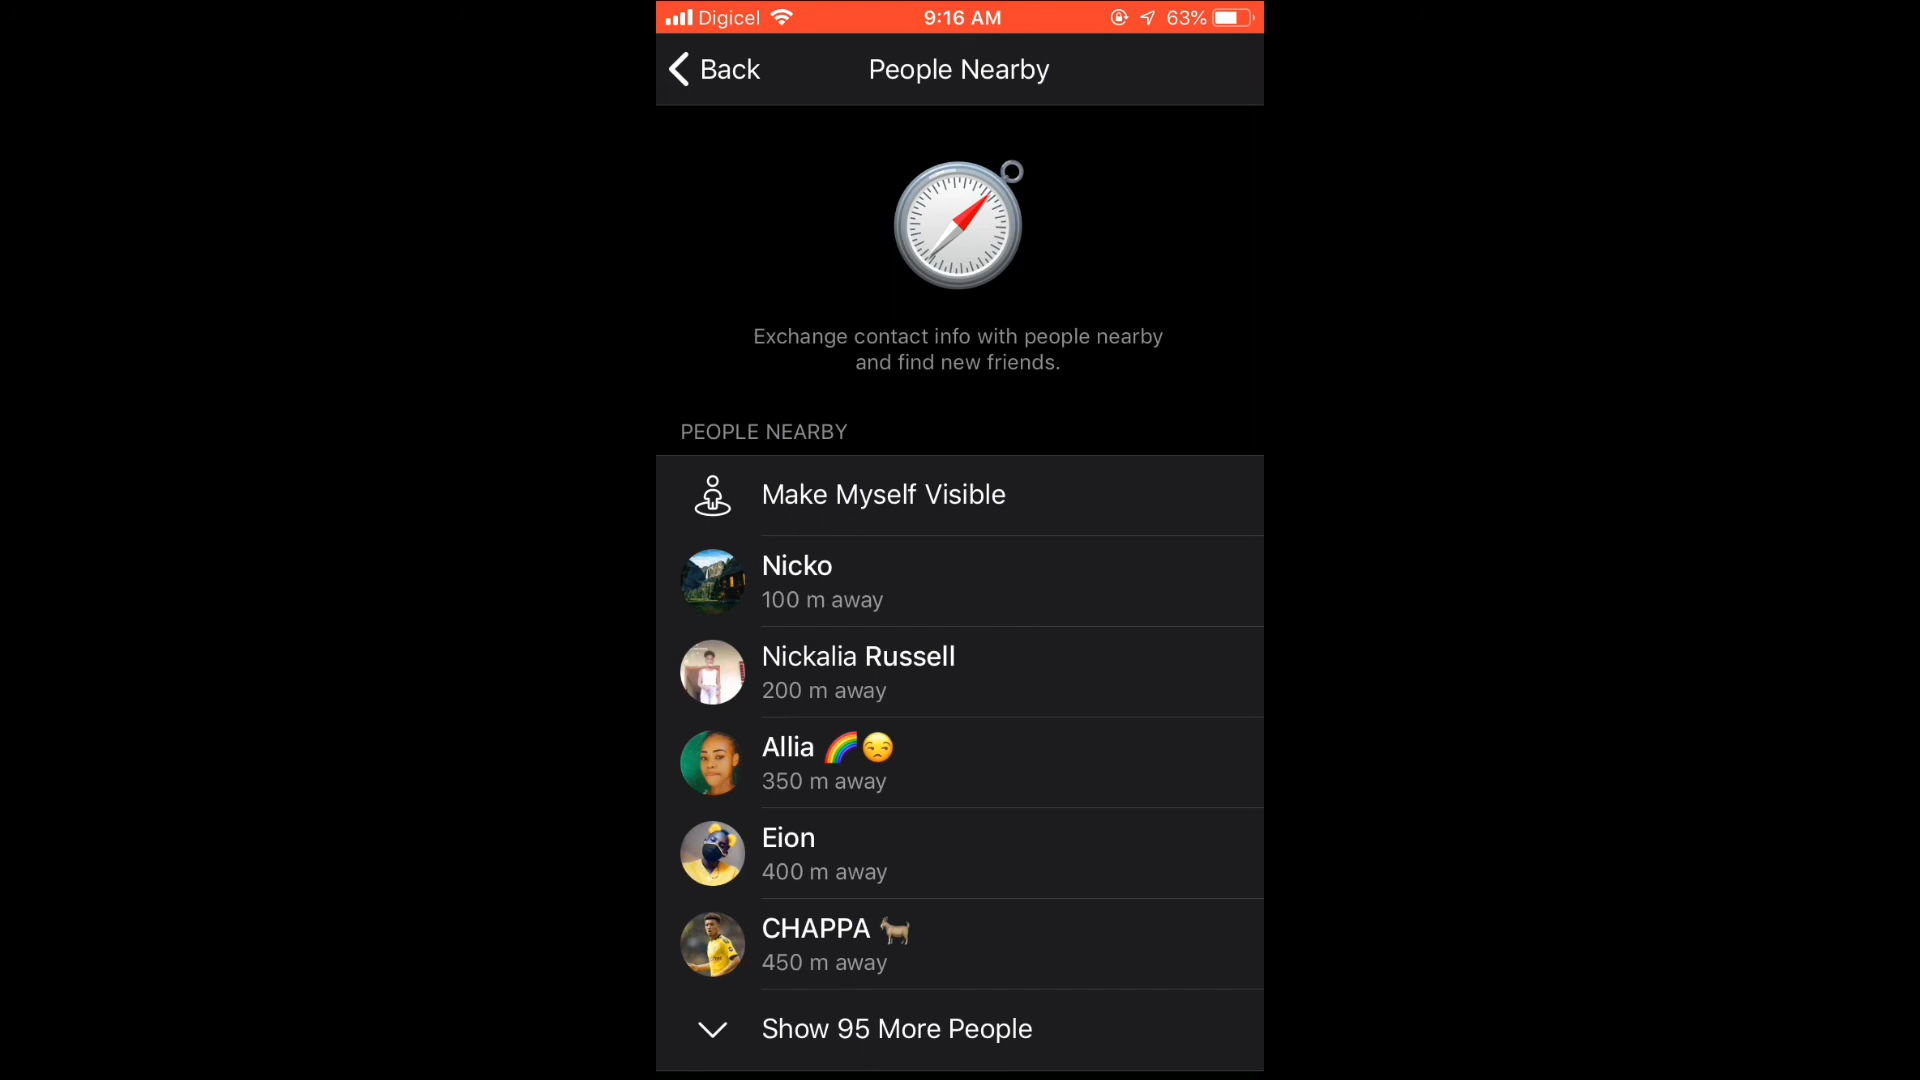 Digicel
9:16 AM
63%
Back
People Nearby
Exchange contact info with people nearby
and find new friends.
PEOPLE NEARBY
Make Myself Visible
Nicko
100 m away
Nickalia Russell
200 m away
Allia 🌈😒
350 m away
Eion
400 m away
CHAPPA 🐐
450 m away
Show 95 More People